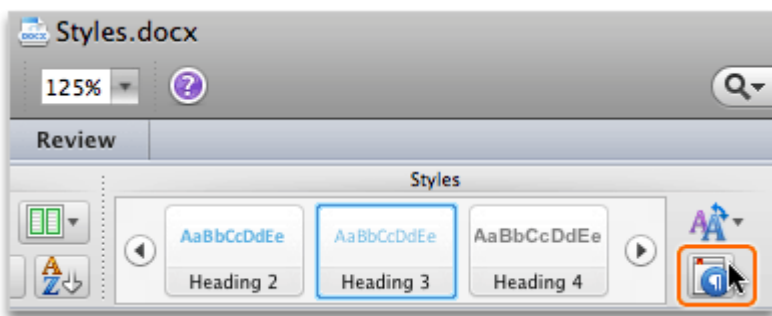 Styles.docx
125%
Review
Styles
AaBbCcDdEe
Heading 2
AaBbCcDdEe
Heading 3
AaBbCcDdEe
Heading 4